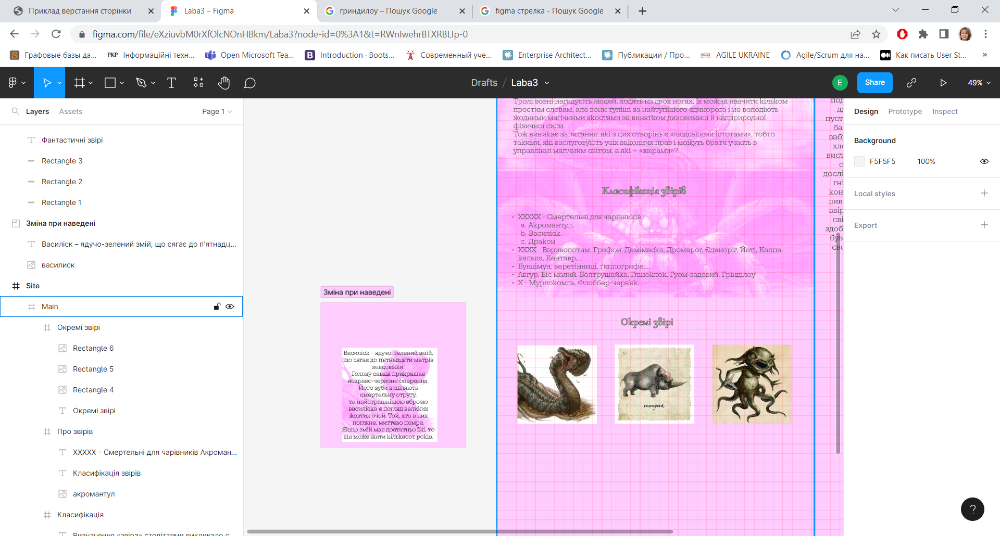 Приклад верстання сторінки
Laba3 – Figma
гриндилоу – Пошук Google
figma стрелка - Пошук Google
figma.com/file/eXziuvbM0rXfOlcNOnHBkm/Laba3?node-id=0%3A1&t=RWnIwehrBTXRBLIp-0
Графовые базы да...
PKP
Інформаційні техн...
Open Microsoft Tea...
B
Introduction · Boots...
Современный уче...
Enterprise Architect...
Публикации / Про...
AGILE
AGILE UKRAINE
Agile/Scrum для на...
Как писать User St...
»
Drafts / Laba3
E
Share
49%
Layers
Assets
Page 1
Фантастичні звірі
Rectangle 3
Rectangle 2
Rectangle 1
Зміна при наведені
Василіск – ядучо-зелений змій, що сягає до п'ятнадц...
василиск
Site
Main
Окремі звірі
Rectangle 6
Rectangle 5
Rectangle 4
Окремі звірі
Про звірів
XXXXX - Смертельні для чарівників Акроман...
Класифікація звірів
акромантул
Класифікація
Визначення «звіра» століттями викликало с
Зміна при наведені
Василіск – ядучо-зелений змій,
що сягає до п'ятнадцяти метрів
завдовжки.
Голову самця прикрашає
яскраво-червоне оперення.
Його зуби виділяють
смертельну отруту,
та найстрашнішою зброєю
василіска є погляд великих
жовтих очей. Той, хто в них
погляне, миттєво помре.
Якщо змій має достатньо їжі, то
він може жити кількасот років.
Тролі зовні нагадують людей, ходять на двох ногах, їх можна навчити кільком
простим словам, але вони тупіші за найтупішого єдинорога і не володіють
жодними магічними якостями за винятком дивовижної й надприродної
фізичної сили.
Тож виникає запитання: які з цих створінь є «людськими істотами», тобто
такими, які заслуговують усіх законних прав і можуть брати участь в
управлінні магічним світом, а які – «звірами»?
Класифікація звірів
• XXXXX - Смертельні для чарівників
a. Акромантул,
b. Василіск,
c. Дракон
• XXXX - Взривопотам, Грифон, Демімаска, Дромарог, Єдиноріг, Йеті, Каппа,
кельпа, Кентавр,...
• Бундімун, веретінниці, гиппогрифе,...
• Авгур, Біс малий, Болтрушайка, Гліноклок, Гуом садовий, Грінділоу
• X - Мурлокомль, Флоббер-черв'як.
Окремі звірі
erumpent
под
пуст
ба
заб
хл
вист
с
дослі
гні
кон
див
звір
сві
здоб
був
сво
Design
Prototype
Inspect
Background
F5F5F5
100%
Local styles
Export
?